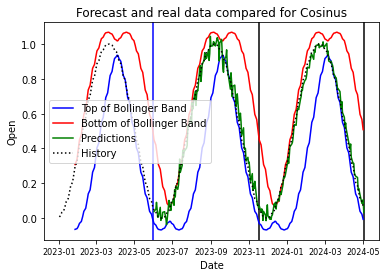 Forecast and real data compared for Cosinus
Open
1.0
0.8
0.6
0.4
0.2
0.0
Top of Bollinger Band
Bottom of Bollinger Band
Predictions
History
2023-01 2023-03 2023-05 2023-07 2023-09 2023-11 2024-01 2024-03 2024-05
Date